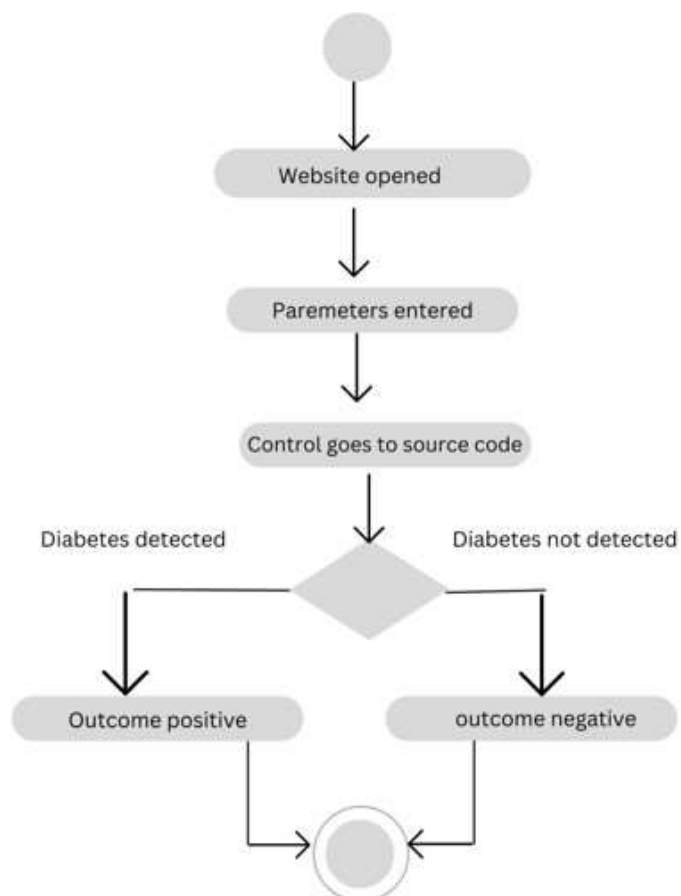 Website opened
Paremeters entered
Control goes to source code
Diabetes detected
Diabetes not detected
Outcome positive
outcome negative